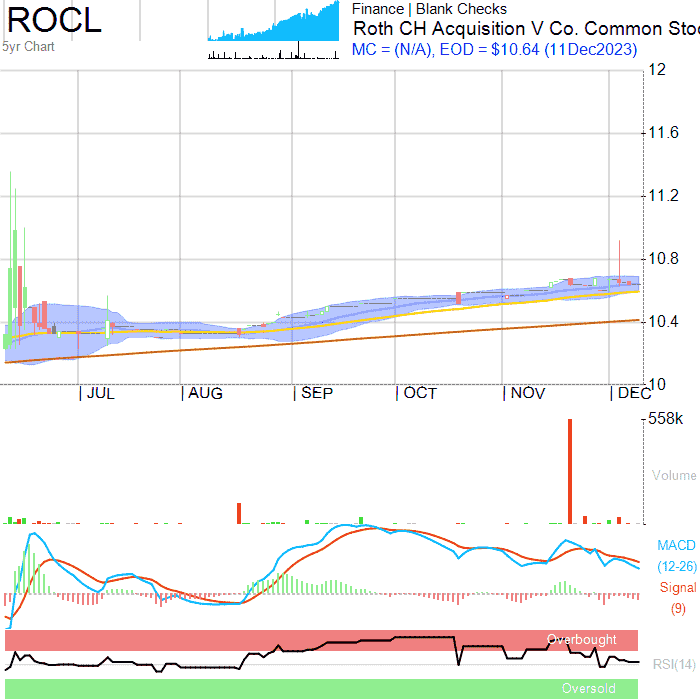 ROCL
5yr Chart
Finance | Blank Checks
Roth CH Acquisition V Co. Common Stoc
MC = (N/A), EOD = $10.64 (11Dec2023)
12
11.6
11.2
10.8
10.4
10
JUL
AUG
SEP
OCT
NOV
DEC
558k
Volume
MACD
(12-26)
Signal
(9)
Overbought
RSI(14)
Oversold